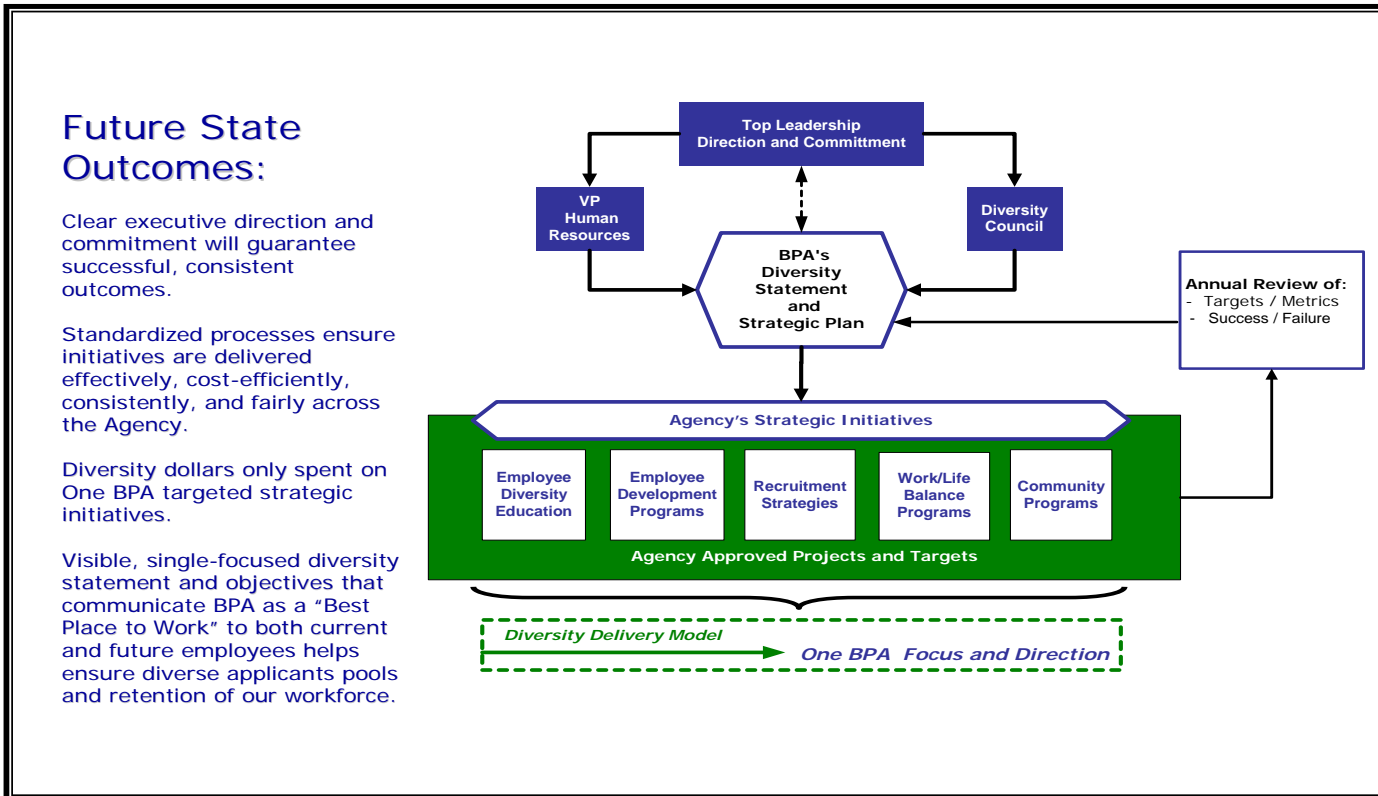 Future State
Outcomes:
Clear executive direction and
commitment will guarantee
successful, consistent
outcomes.
Standardized processes ensure
initiatives are delivered
effectively, cost-efficiently,
consistently, and fairly across
the Agency.
Diversity dollars only spent on
One BPA targeted strategic
initiatives.
Visible, single-focused diversity
statement and objectives that
communicate BPA as a “Best
Place to Work” to both current
and future employees helps
ensure diverse applicants pools
and retention of our workforce.
Top Leadership
Direction and Committment
VP
Human
Resources
Diversity
Council
BPA's
Diversity
Statement
and
Strategic Plan
Annual Review of:
- Targets / Metrics
- Success / Failure
Agency’s Strategic Initiatives
Employee
Diversity
Education
Employee
Development
Programs
Recruitment
Strategies
Work/Life
Balance
Programs
Community
Programs
Agency Approved Projects and Targets
Diversity Delivery Model
One BPA Focus and Direction